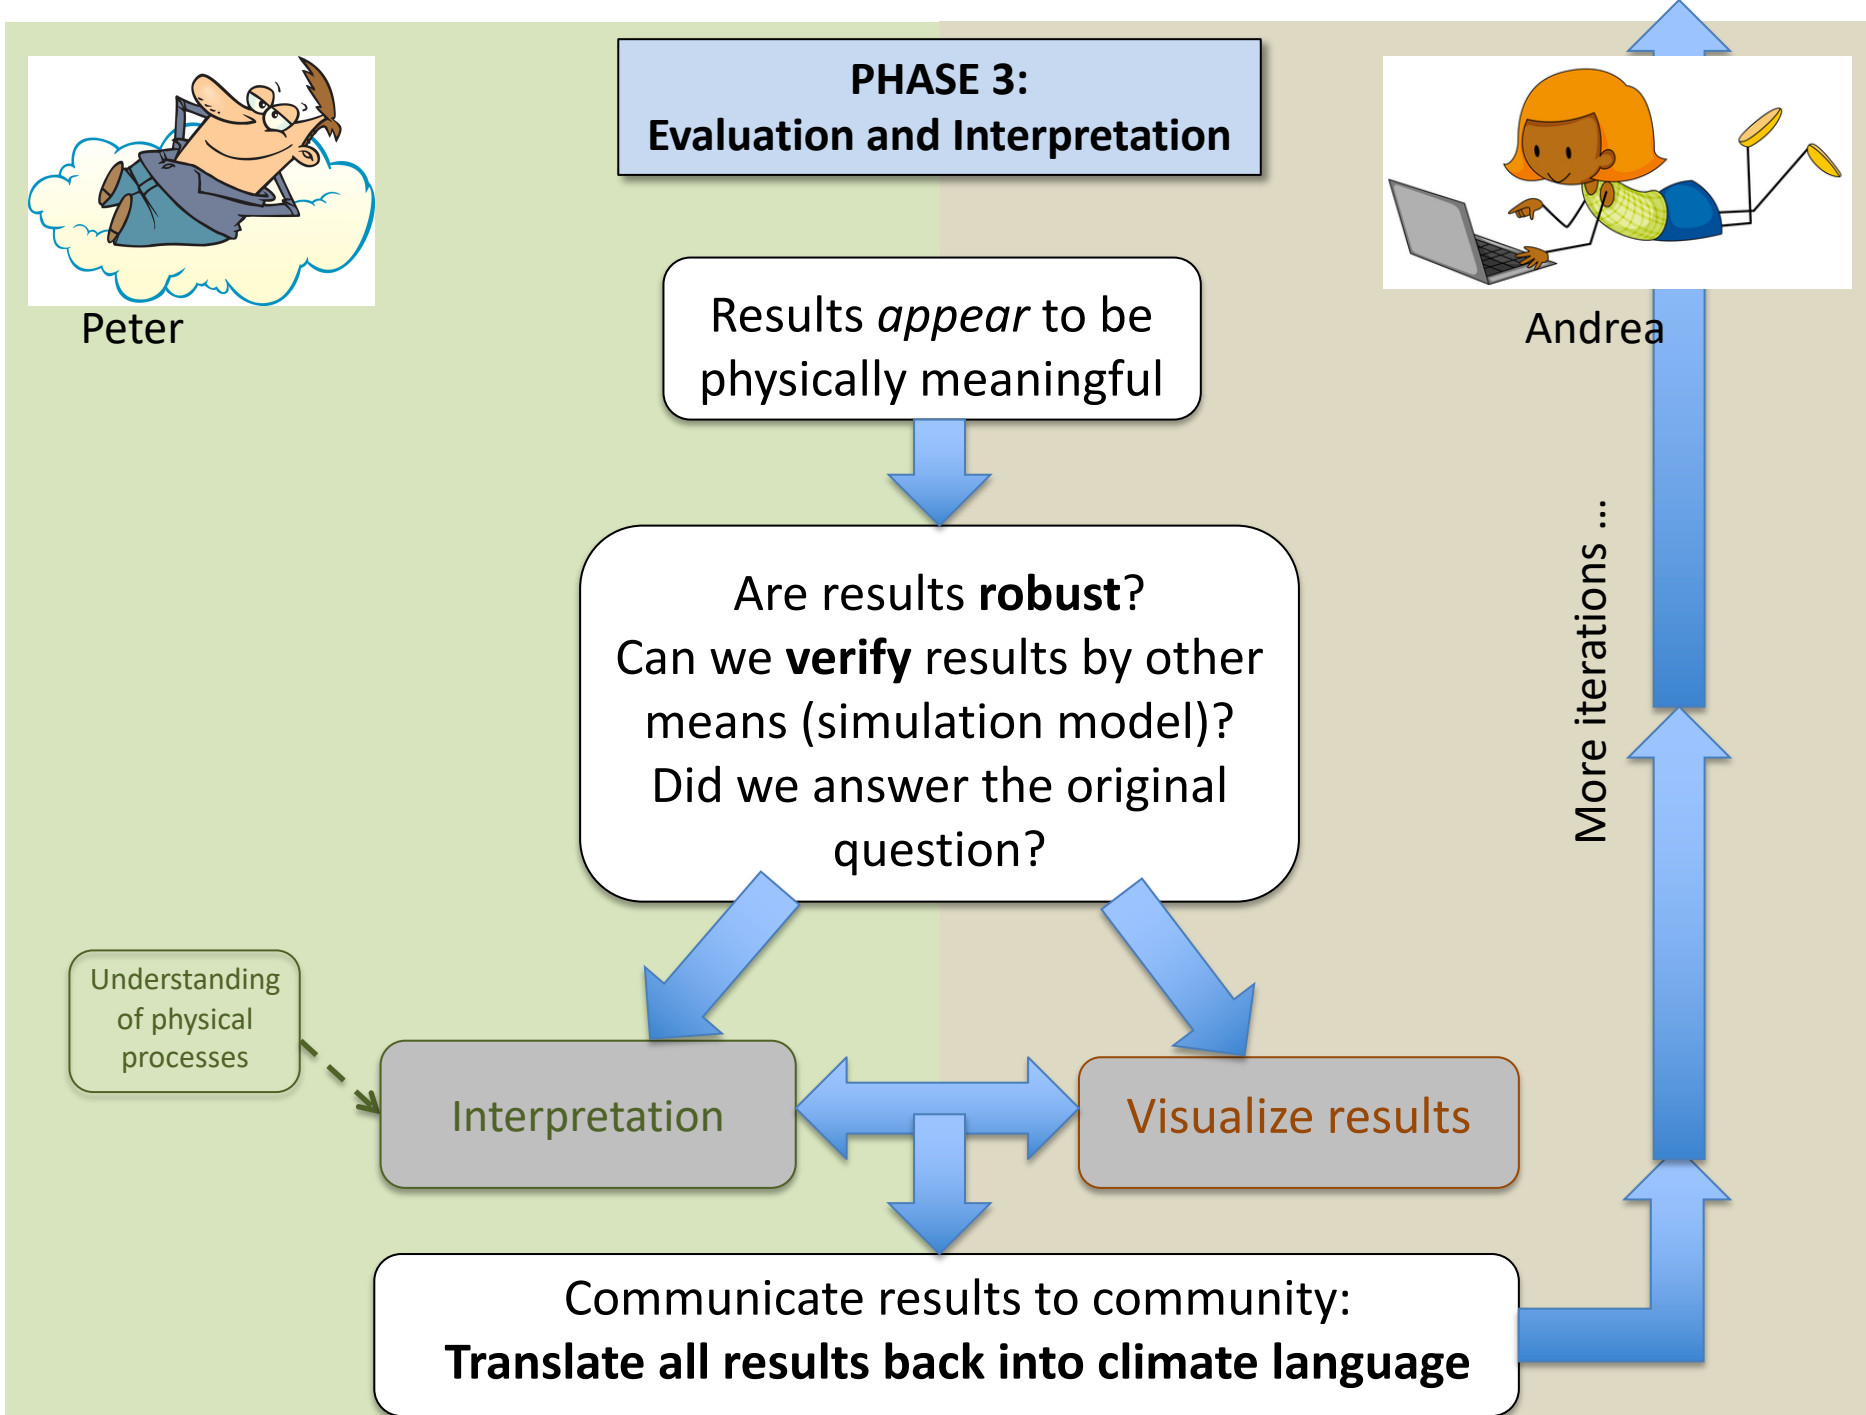 PHASE 3:
Evaluation and Interpretation
Peter
Andrea
Results appear to be
physically meaningful
Are results robust?
Can we verify results by other
means (simulation model)?
Did we answer the original
question?
More iterations ...
Understanding
of physical
processes
Interpretation
Visualize results
Communicate results to community:
Translate all results back into climate language